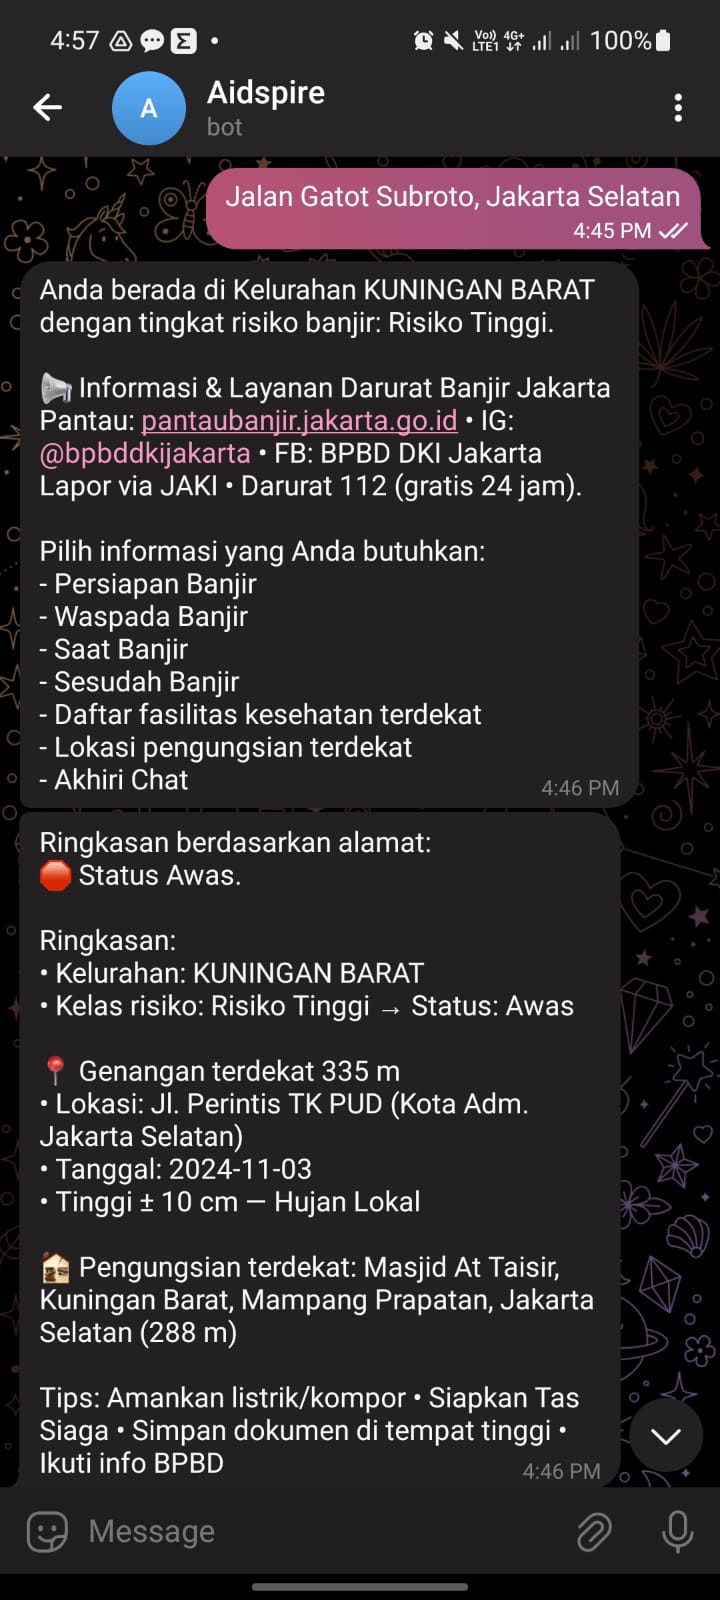 4:57
Vo)) LTE1 4G+ 100%
A
Aidspire
bot
Jalan Gatot Subroto, Jakarta Selatan
4:45 PM
Anda berada di Kelurahan KUNINGAN BARAT
dengan tingkat risiko banjir: Risiko Tinggi.
📢 Informasi & Layanan Darurat Banjir Jakarta
Pantau: pantaubanjir.jakarta.go.id • IG:
@bpbddkijakarta • FB: BPBD DKI Jakarta
Lapor via JAKI • Darurat 112 (gratis 24 jam).
Pilih informasi yang Anda butuhkan:
- Persiapan Banjir
- Waspada Banjir
- Saat Banjir
- Sesudah Banjir
- Daftar fasilitas kesehatan terdekat
- Lokasi pengungsian terdekat
- Akhiri Chat
4:46 PM
Ringkasan berdasarkan alamat:
🛑 Status Awas.
Ringkasan:
• Kelurahan: KUNINGAN BARAT
• Kelas risiko: Risiko Tinggi → Status: Awas
📍 Genangan terdekat 335 m
• Lokasi: Jl. Perintis TK PUD (Kota Adm.
Jakarta Selatan)
• Tanggal: 2024-11-03
• Tinggi ± 10 cm — Hujan Lokal
🏠 Pengungsian terdekat: Masjid At Taisir,
Kuningan Barat, Mampang Prapatan, Jakarta
Selatan (288 m)
Tips: Amankan listrik/kompor • Siapkan Tas
Siaga • Simpan dokumen di tempat tinggi •
Ikuti info BPBD
4:46 PM
Message